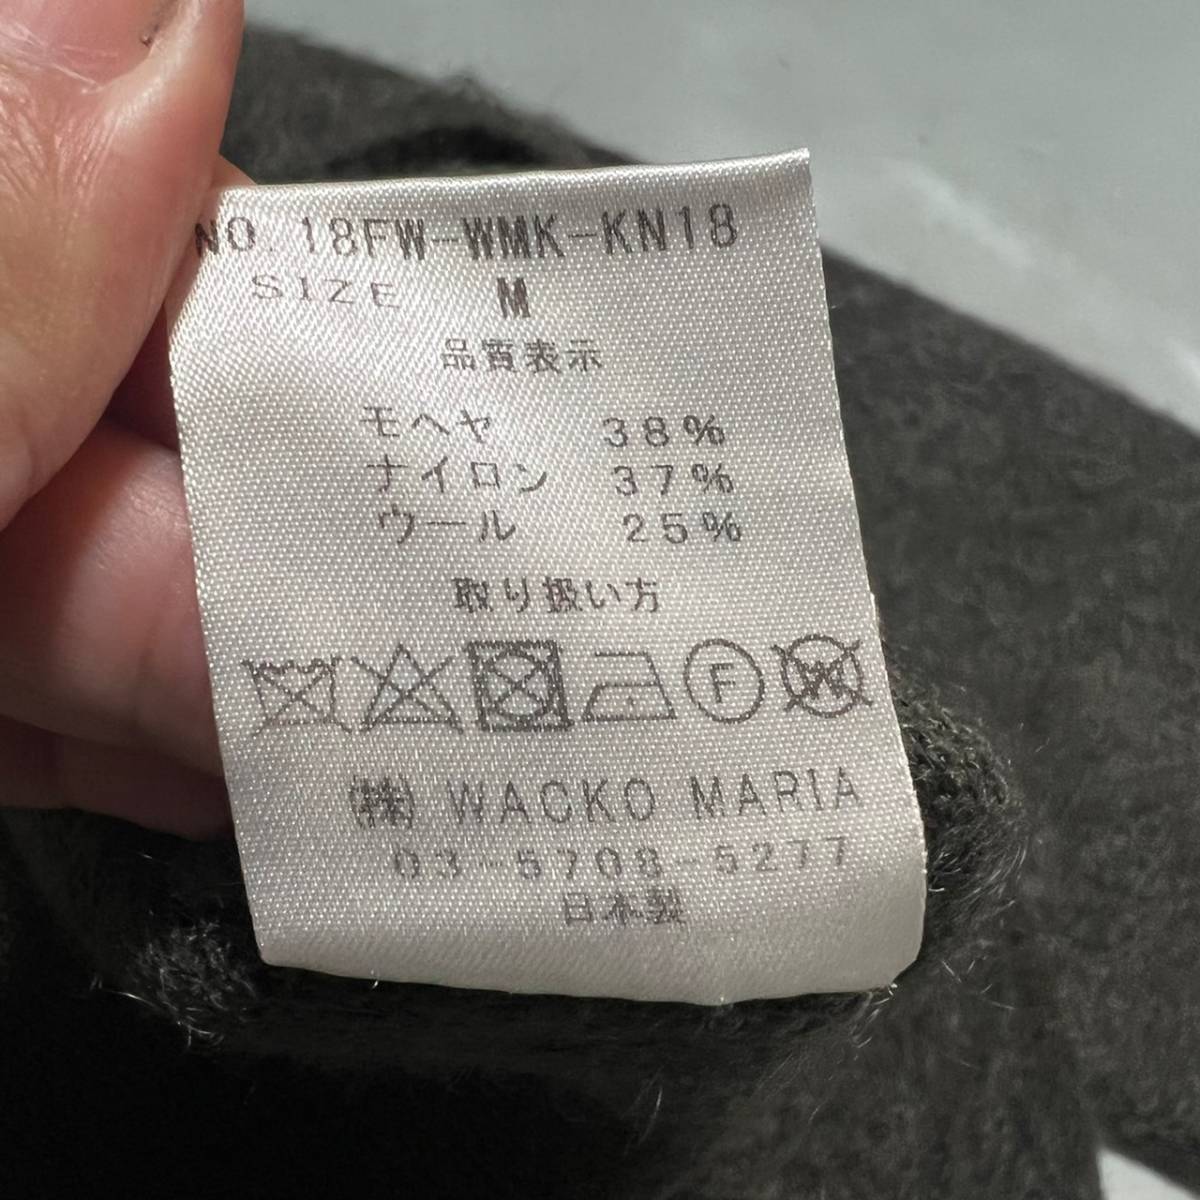 NO. 18FW-WMK-KN18
SIZE M
品質表示
モヘヤ 38%
ナイロン 37%
ウール 25%
取り扱い方
F W
(株) WACKO MARIA
03-5708-5277
日本製